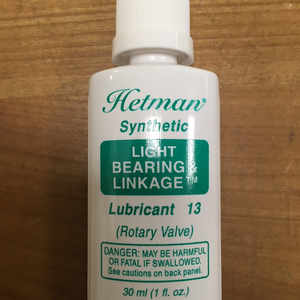 Hetman®
Synthetic
LIGHT
BEARING &
LINKAGE™
Lubricant 13
(Rotary Valve)
DANGER: MAY BE HARMFUL
OR FATAL IF SWALLOWED.
See cautions on back panel.
30 ml (1 fl. oz.)